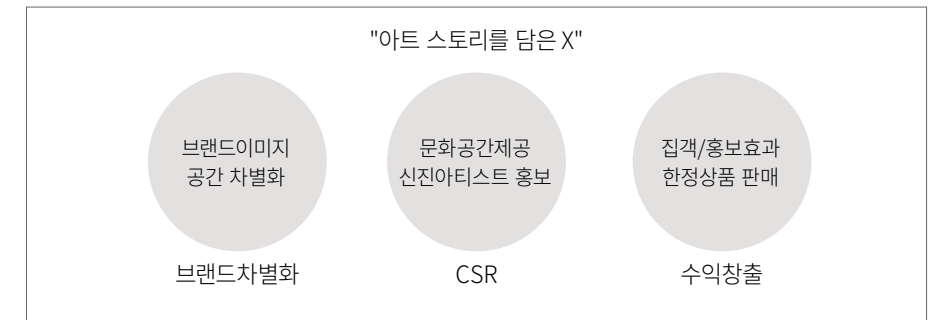 "아트 스토리를 담은 X"
브랜드이미지
공간 차별화
문화공간제공
신진아티스트 홍보
집객/홍보효과
한정상품 판매
브랜드차별화
CSR
수익창출